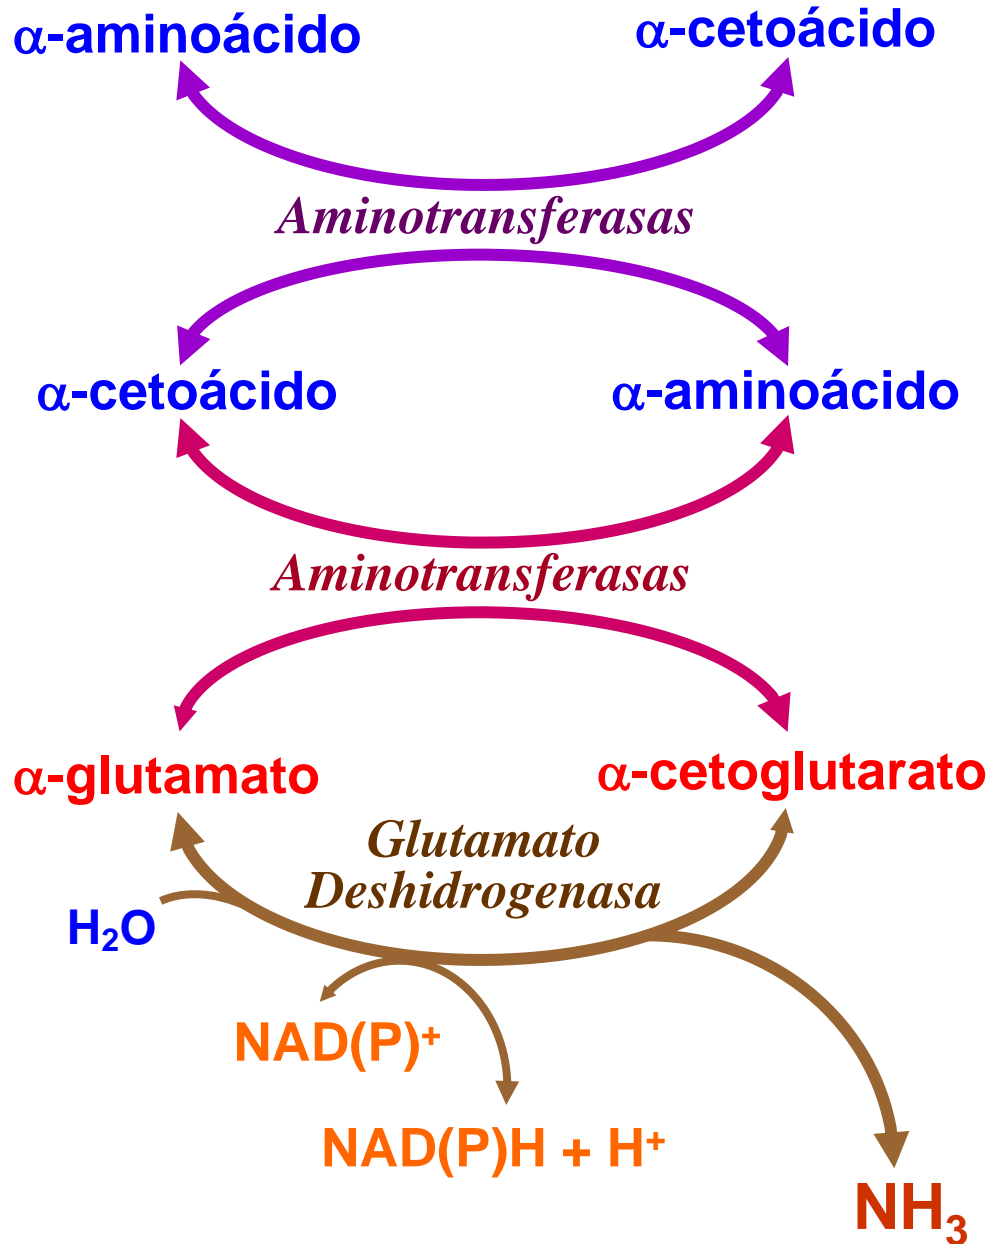 α-aminoácido
α-cetoácido
Aminotransferasas
α-cetoácido
α-aminoácido
Aminotransferasas
α-glutamato
α-cetoglutarato
Glutamato
Deshidrogenasa
H₂O
NAD(P)⁺
NAD(P)H + H⁺
NH₃